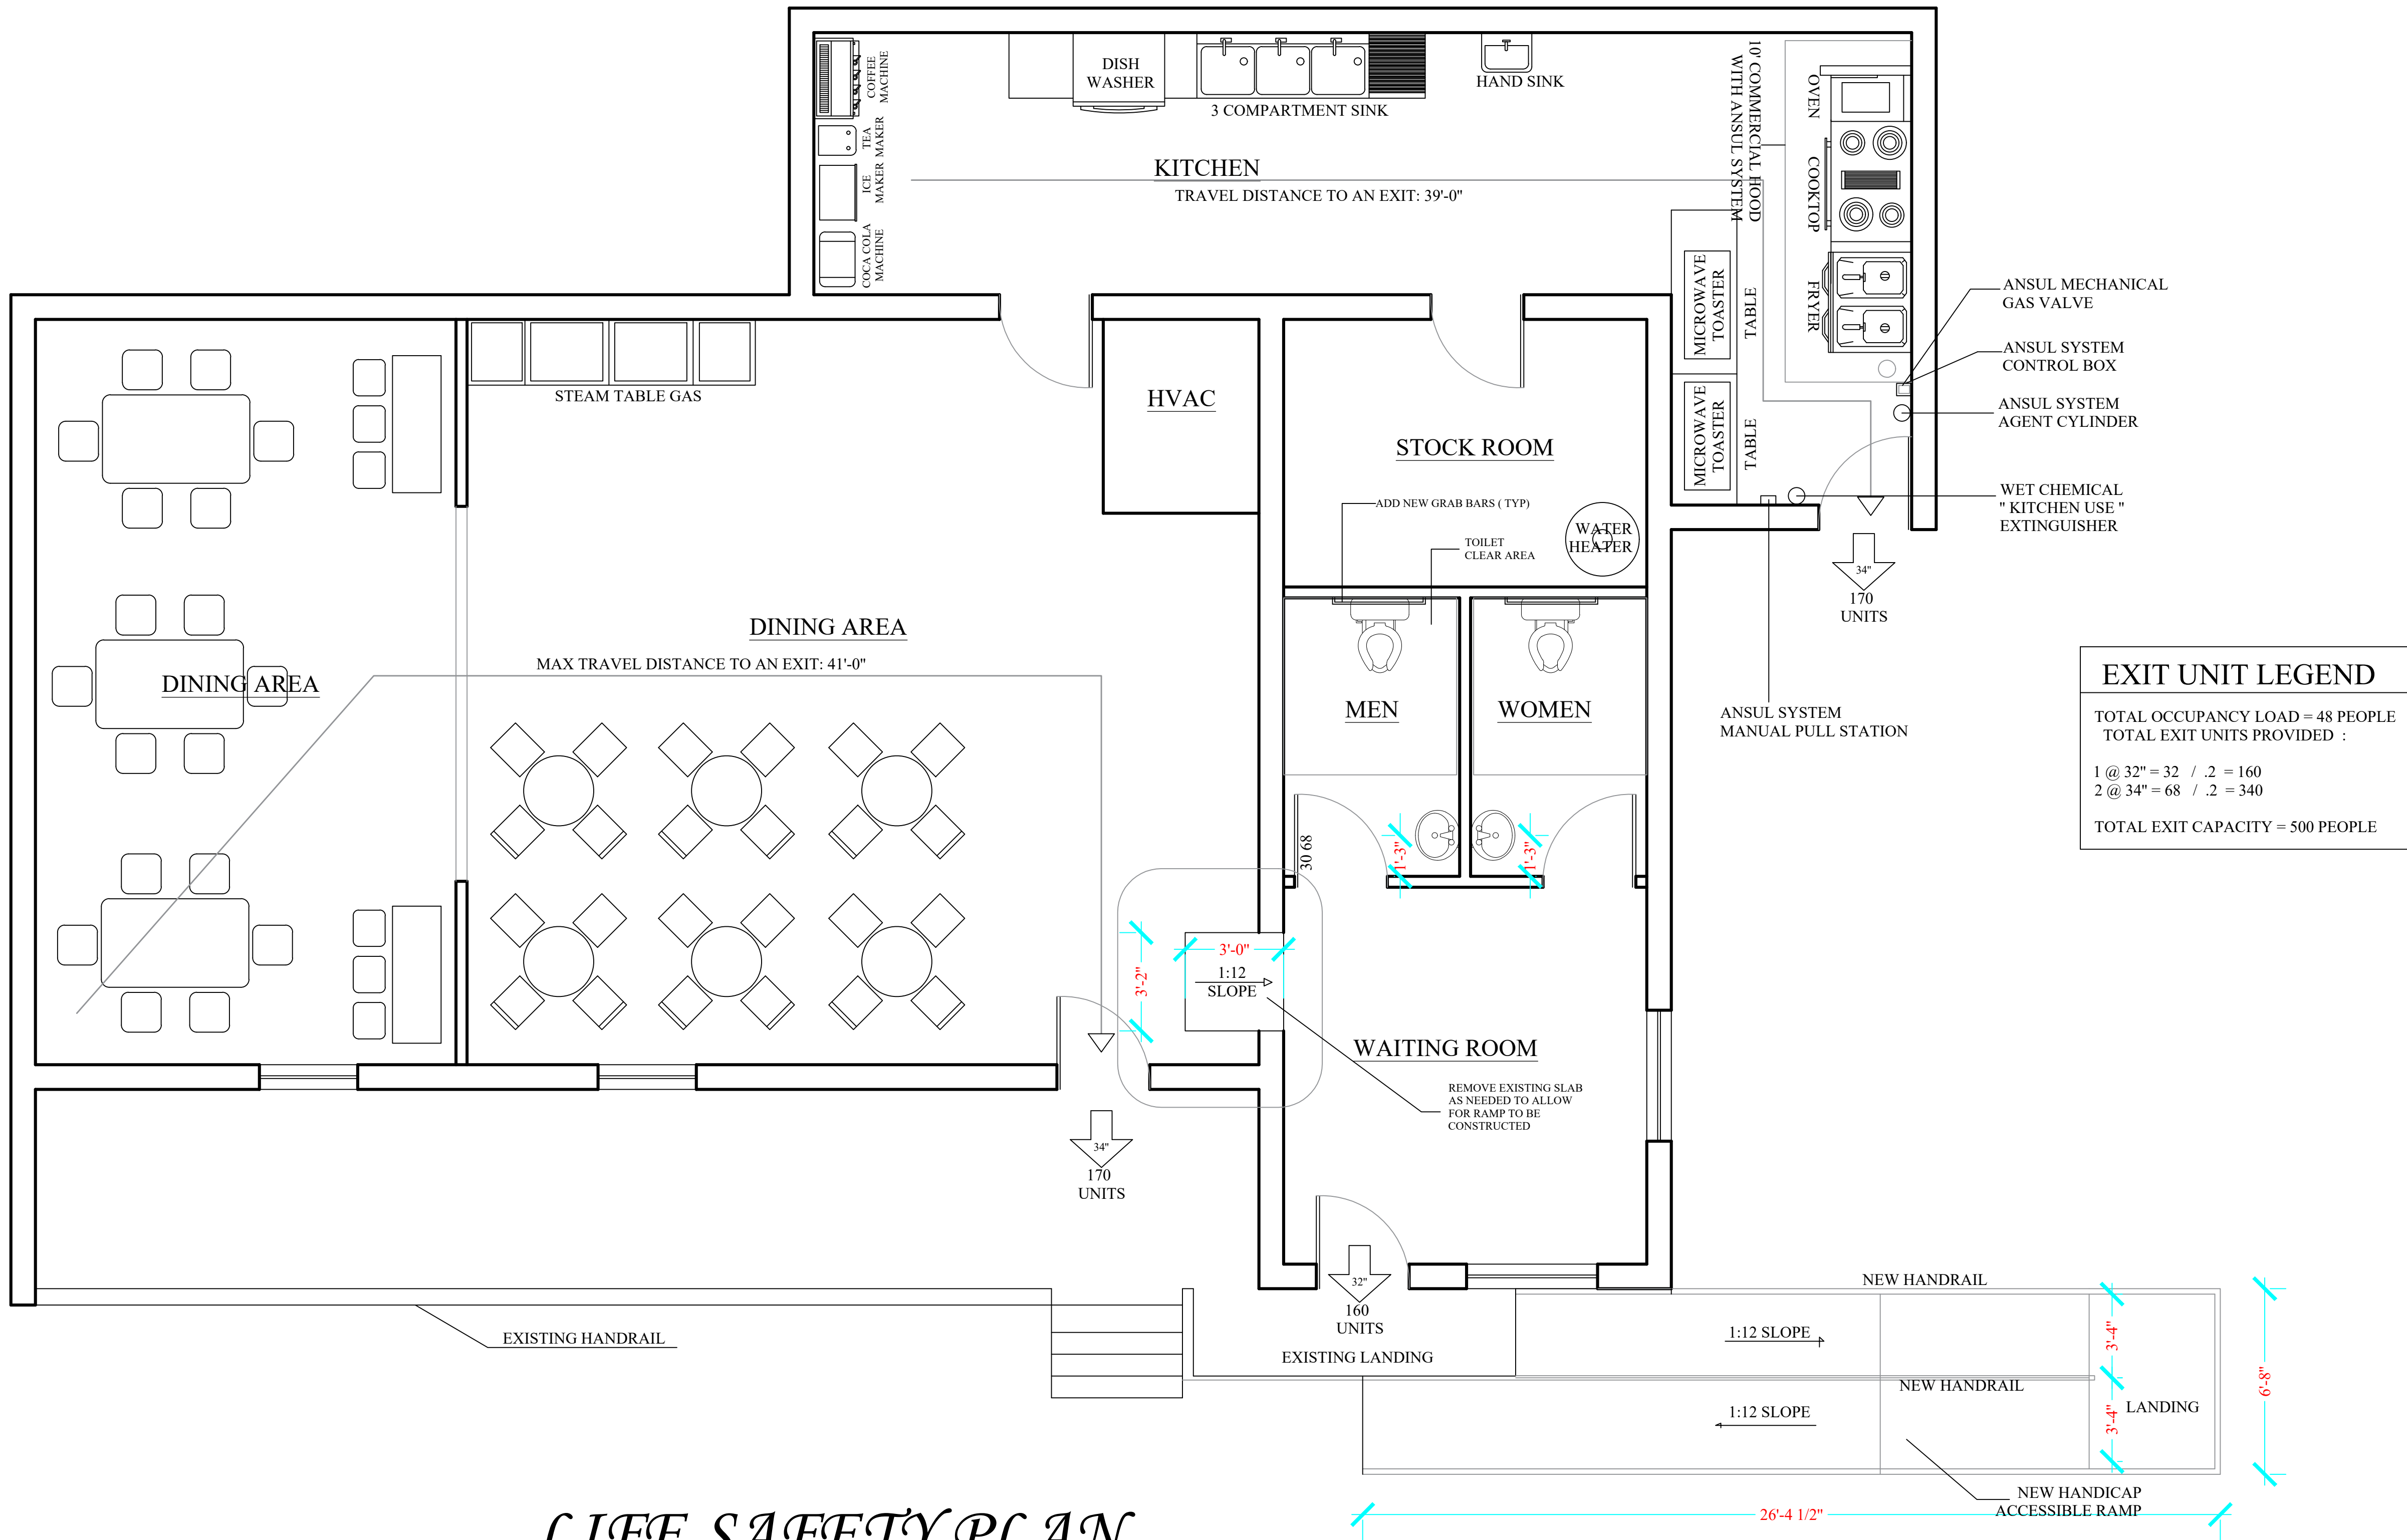 COFFEE
MACHINE
TEA
MAKER
ICE
MAKER
COCA COLA
MACHINE
DISH
WASHER
3 COMPARTMENT SINK
HAND SINK
10' COMMERCIAL HOOD
WITH ANSUL SYSTEM
OVEN
COOKTOP
FRYER
KITCHEN
TRAVEL DISTANCE TO AN EXIT: 39'-0"
MICROWAVE
TOASTER
TABLE
MICROWAVE
TOASTER
TABLE
ANSUL MECHANICAL
GAS VALVE
ANSUL SYSTEM
CONTROL BOX
ANSUL SYSTEM
AGENT CYLINDER
WET CHEMICAL
" KITCHEN USE "
EXTINGUISHER
STEAM TABLE GAS
HVAC
STOCK ROOM
ADD NEW GRAB BARS ( TYP)
TOILET
CLEAR AREA
WATER
HEATER
34"
170
UNITS
DINING AREA
MAX TRAVEL DISTANCE TO AN EXIT: 41'-0"
DINING AREA
MEN
WOMEN
ANSUL SYSTEM
MANUAL PULL STATION
EXIT UNIT LEGEND
TOTAL OCCUPANCY LOAD = 48 PEOPLE
TOTAL EXIT UNITS PROVIDED :
1 @ 32" = 32 / .2 = 160
2 @ 34" = 68 / .2 = 340
TOTAL EXIT CAPACITY = 500 PEOPLE
30 68
1'-3"
1'-3"
3'-0"
3'-2"
1:12
SLOPE
WAITING ROOM
REMOVE EXISTING SLAB
AS NEEDED TO ALLOW
FOR RAMP TO BE
CONSTRUCTED
34"
170
UNITS
32"
160
UNITS
EXISTING HANDRAIL
EXISTING LANDING
NEW HANDRAIL
1:12 SLOPE
3'-4"
NEW HANDRAIL
1:12 SLOPE
3'-4"
LANDING
6'-8"
NEW HANDICAP
ACCESSIBLE RAMP
26'-4 1/2"
LIFE SAFETY PLAN